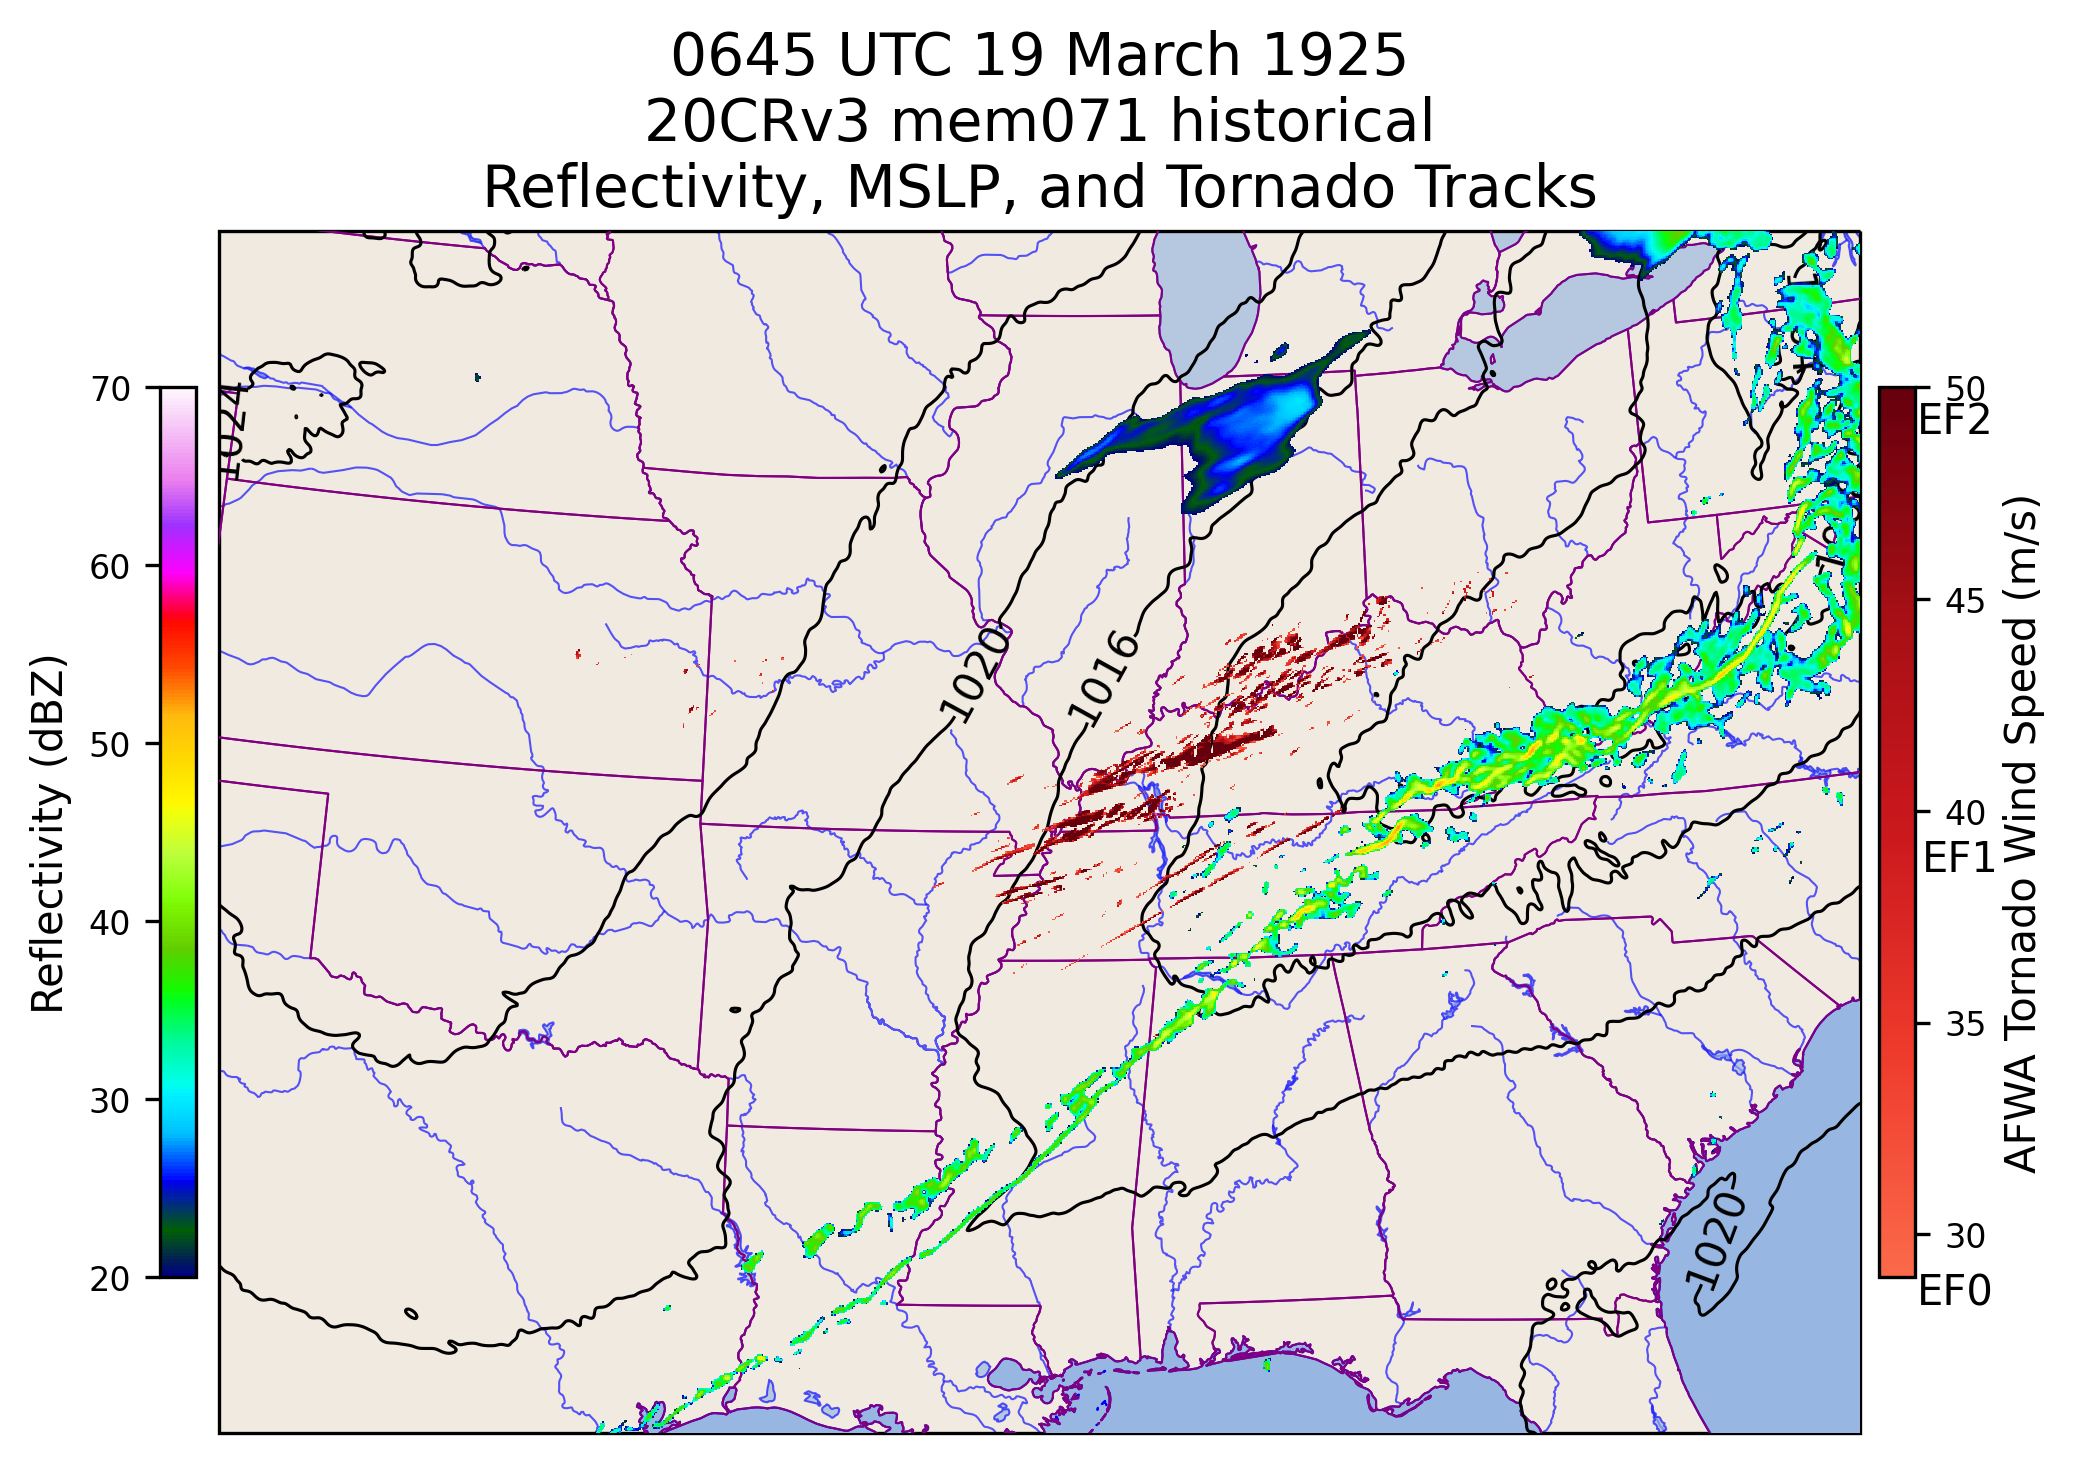 0645 UTC 19 March 1925
20CRv3 mem071 historical
Reflectivity, MSLP, and Tornado Tracks
Reflectivity (dBZ)
70
60
50
40
30
20
1024
1020
1016
1020
50
EF2
45
40
EF1
35
30
EF0
AFWA Tornado Wind Speed (m/s)